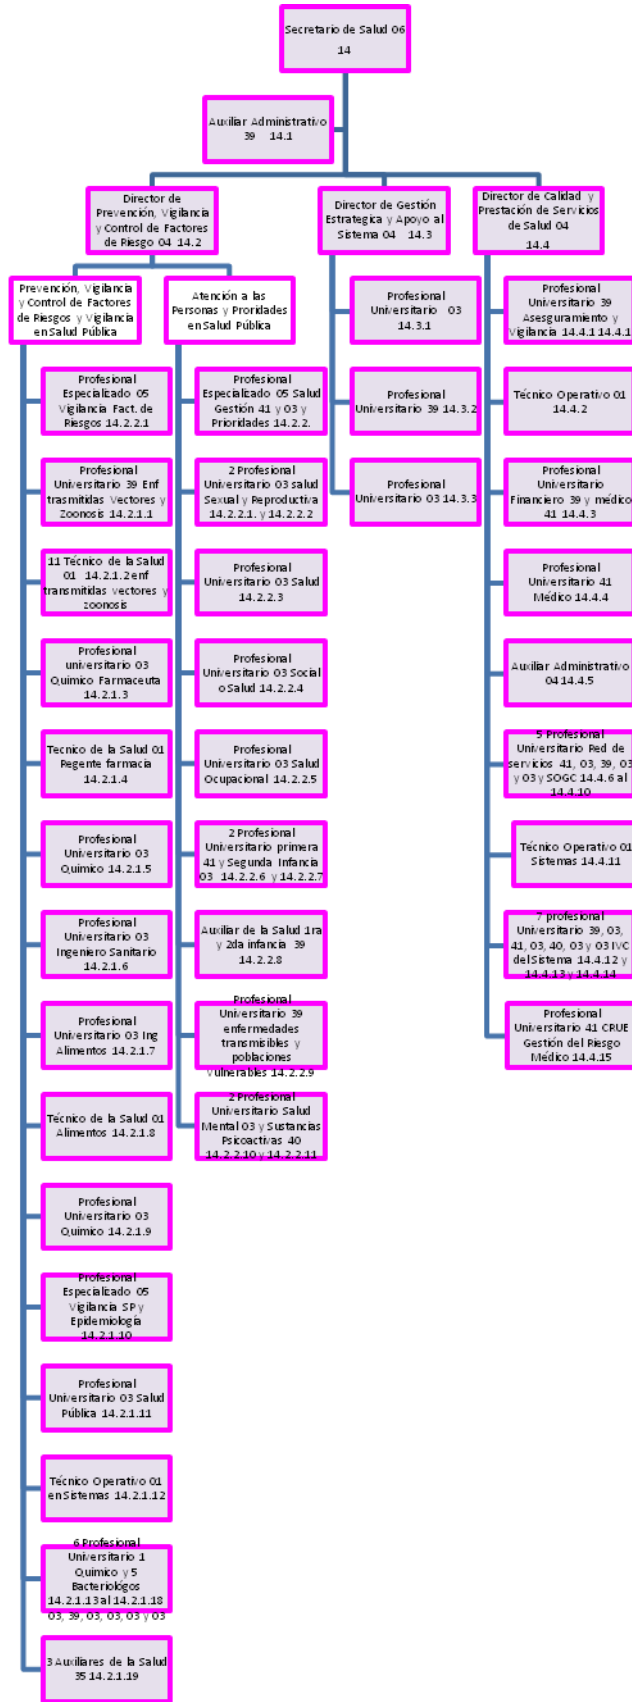 Secretario de Salud 06
14
Auxiliar Administrativo
39 14.1
Director de
Prevención, Vigilancia
y Control de Factores
de Riesgo 04 14.2
Director de Gestión
Estrategica y Apoyo al
Sistema 04 14.3
Director de Calidad y
Prestación de Servicios
de Salud 04
14.4
Prevención, Vigilancia
y Control de Factores
de Riesgos y Vigilancia
en Salud Pública
Atención a las
Personas y Proridades
en Salud Pública
Profesional
Especializado 05
Vigilancia Fact. de
Riesgos 14.2.2.1
Profesional
Universitario 39 Enf
trasmitidas Vectores y
Zoonosis 14.2.1.1
11 Técnico de la Salud
01 14.2.1.2 enf
transmitidas vectores y
zoonosis
Profesional
universitario 03
Quimico Farmaceuta
14.2.1.3
Tecnico de la Salud 01
Regente farmacia
14.2.1.4
Profesional
Universitario 03
Quimico 14.2.1.5
Profesional
Universitario 03
Ingeniero Sanitario
14.2.1.6
Profesional
Universitario 03 Ing
Alimentos 14.2.1.7
Técnico de la Salud 01
Alimentos 14.2.1.8
Profesional
Universitario 03
Quimico 14.2.1.9
Profesional
Especializado 05
Vigilancia SP y
Epidemiología
14.2.1.10
Profesional
Universitario 03 Salud
Pública 14.2.1.11
Técnico Operativo 01
en Sistemas 14.2.1.12
6 Profesional
Universitario 1
Quimico y 5
Bacteriológos
14.2.1.13 al 14.2.1.18
03, 39, 03, 03, 03 y 03
3 Auxiliares de la Salud
35 14.2.1.19
Profesional
Especializado 05 Salud
Gestión 41 y 03 y
Prioridades 14.2.2.
2 Profesional
Universitario 03 salud
Sexual y Reproductiva
14.2.2.1. y 14.2.2.2
Profesional
Universitario 03 Salud
14.2.2.3
Profesional
Universitario 03 Social
o Salud 14.2.2.4
Profesional
Universitario 03 Salud
Ocupacional 14.2.2.5
2 Profesional
Universitario primera
41 y Segunda Infancia
03 14.2.2.6 y 14.2.2.7
Auxiliar de la Salud 1ra
y 2da infancia 39
14.2.2.8
Profesional
Universitario 39
enfermedades
transmisibles y
poblaciones
Vulnerables 14.2.2.9
2 Profesional
Universitario Salud
Mental 03 y Sustancias
Psicoactivas 40
14.2.2.10 y 14.2.2.11
Profesional
Universitario 03
14.3.1
Profesional
Universitario 39 14.3.2
Profesional
Universitario 03 14.3.3
Profesional
Universitario 39
Aseguramiento y
Vigilancia 14.4.1 14.4.1
Técnico Operativo 01
14.4.2
Profesional
Universitario
Financiero 39 y médico
41 14.4.3
Profesional
Universitario 41
Médico 14.4.4
Auxiliar Administrativo
04 14.4.5
5 Profesional
Universitario Red de
servicios 41, 03, 39, 03
y 03 y SOGC 14.4.6 al
14.4.10
Técnico Operativo 01
Sistemas 14.4.11
7 profesional
Universitario 39, 03,
41, 03, 40, 03 y 03 IVC
del Sistema 14.4.12 y
14.4.13 y 14.4.14
Profesional
Universitario 41 CRUE
Gestión del Riesgo
Médico 14.4.15